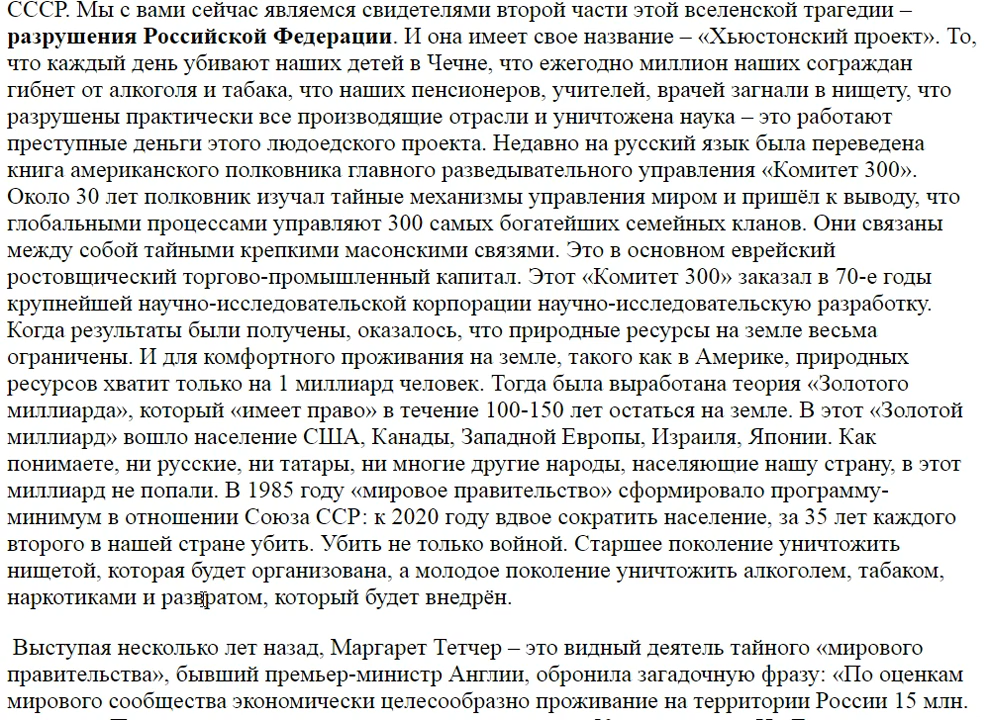 СССР. Мы с вами сейчас являемся свидетелями второй части этой вселенской трагедии –
разрушения Российской Федерации. И она имеет свое название – «Хьюстонский проект». То,
что каждый день убивают наших детей в Чечне, что ежегодно миллион наших сограждан
гибнет от алкоголя и табака, что наших пенсионеров, учителей, врачей загнали в нищету, что
разрушены практически все производящие отрасли и уничтожена наука – это работают
преступные деньги этого людоедского проекта. Недавно на русский язык была переведена
книга американского полковника главного разведывательного управления «Комитет 300».
Около 30 лет полковник изучал тайные механизмы управления миром и пришёл к выводу, что
глобальными процессами управляют 300 самых богатейших семейных кланов. Они связаны
между собой тайными крепкими масонскими связями. Это в основном еврейский
ростовщический торгово-промышленный капитал. Этот «Комитет 300» заказал в 70-е годы
крупнейшей научно-исследовательской корпорации научно-исследовательскую разработку.
Когда результаты были получены, оказалось, что природные ресурсы на земле весьма
ограничены. И для комфортного проживания на земле, такого как в Америке, природных
ресурсов хватит только на 1 миллиард человек. Тогда была выработана теория «Золотого
миллиарда», который «имеет право» в течение 100-150 лет остаться на земле. В этот «Золотой
миллиард» вошло население США, Канады, Западной Европы, Израиля, Японии. Как
понимаете, ни русские, ни татары, ни многие другие народы, населяющие нашу страну, в этот
миллиард не попали. В 1985 году «мировое правительство» сформировало программу-
минимум в отношении Союза ССР: к 2020 году вдвое сократить население, за 35 лет каждого
второго в нашей стране убить. Убить не только войной. Старшее поколение уничтожить
нищетой, которая будет организована, а молодое поколение уничтожить алкоголем, табаком,
наркотиками и развратом, который будет внедрён.
Выступая несколько лет назад, Маргарет Тетчер – это видный деятель тайного «мирового
правительства», бывший премьер-министр Англии, обронила загадочную фразу: «По оценкам
мирового сообщества экономически целесообразно проживание на территории России 15 млн.